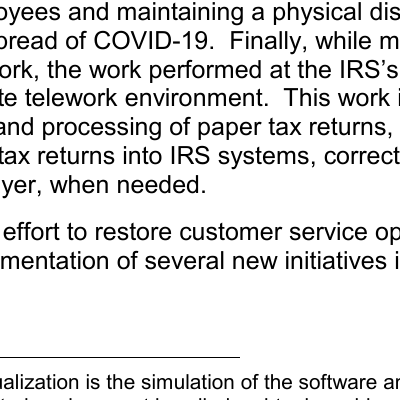 oyees and maintaining a physical dis
pread of COVID-19.  Finally, while m
ork, the work performed at the IRS's
te telework environment.  This work i
and processing of paper tax returns,
tax returns into IRS systems, correct
yer, when needed.
effort to restore customer service op
mentation of several new initiatives i
ualization is the simulation of the software an